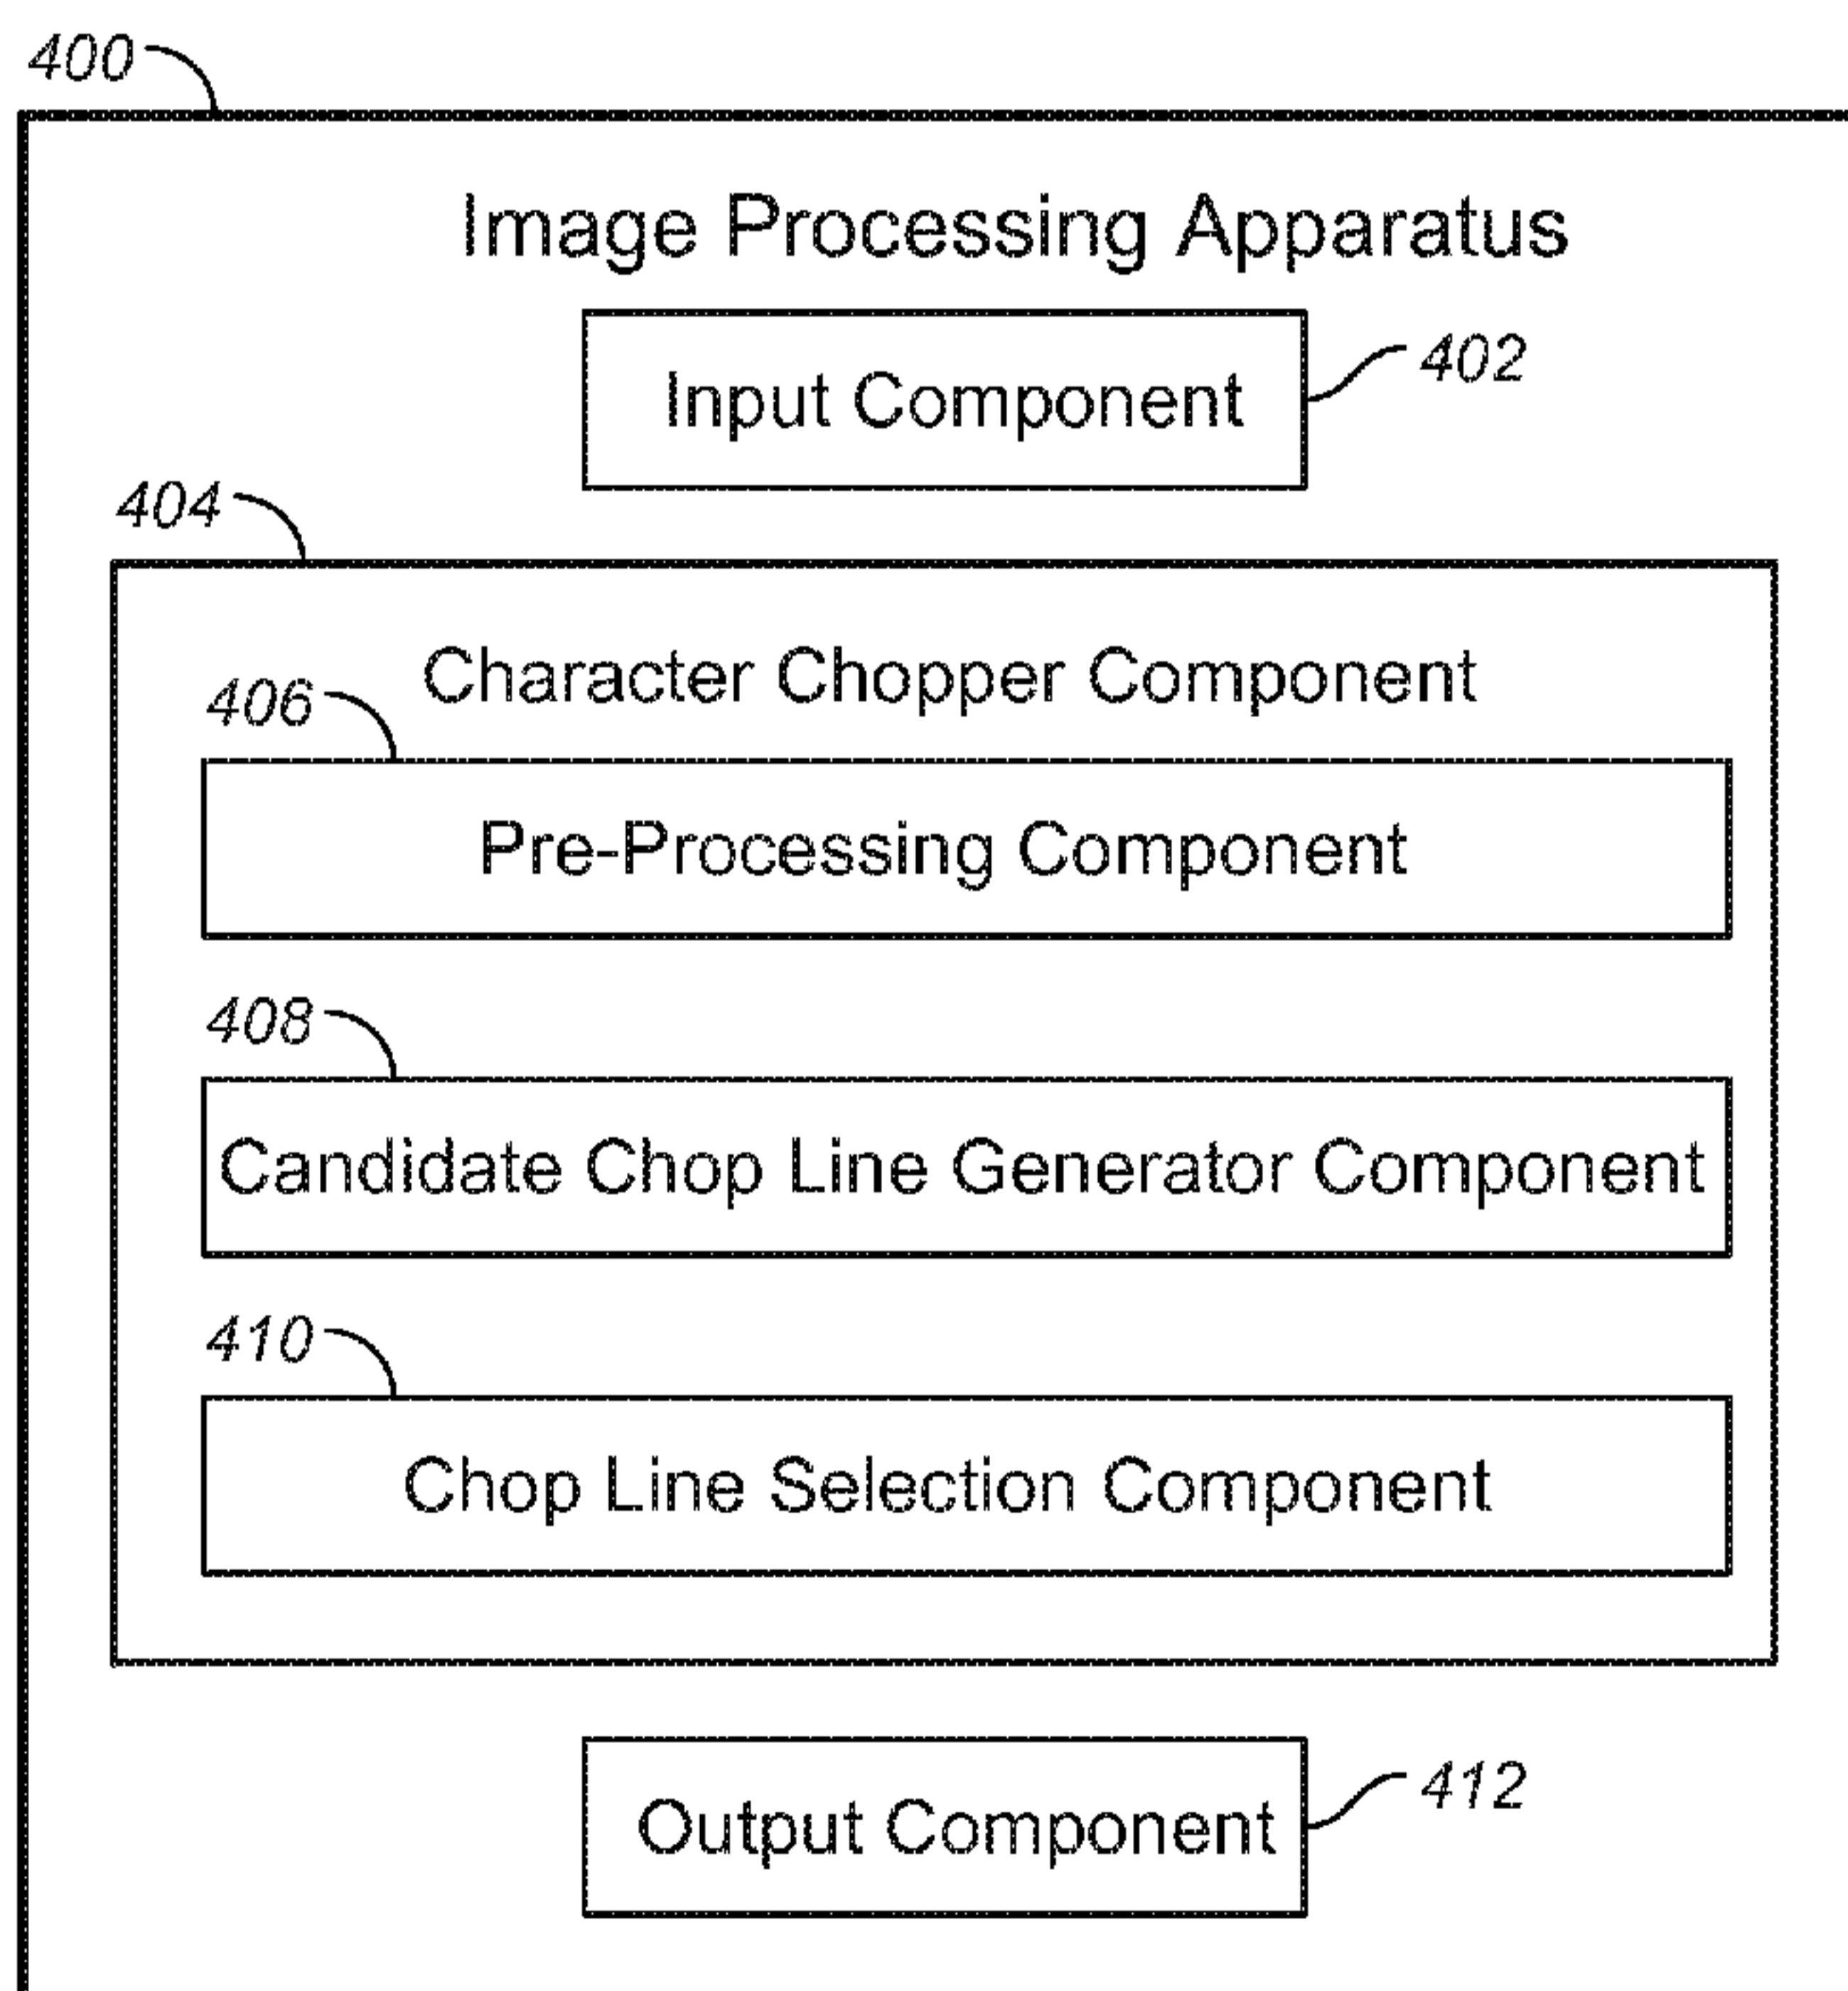 400
Image Processing Apparatus
Input Component
402
404
Character Chopper Component
406
Pre-Processing Component
408
Candidate Chop Line Generator Component
410
Chop Line Selection Component
Output Component
412